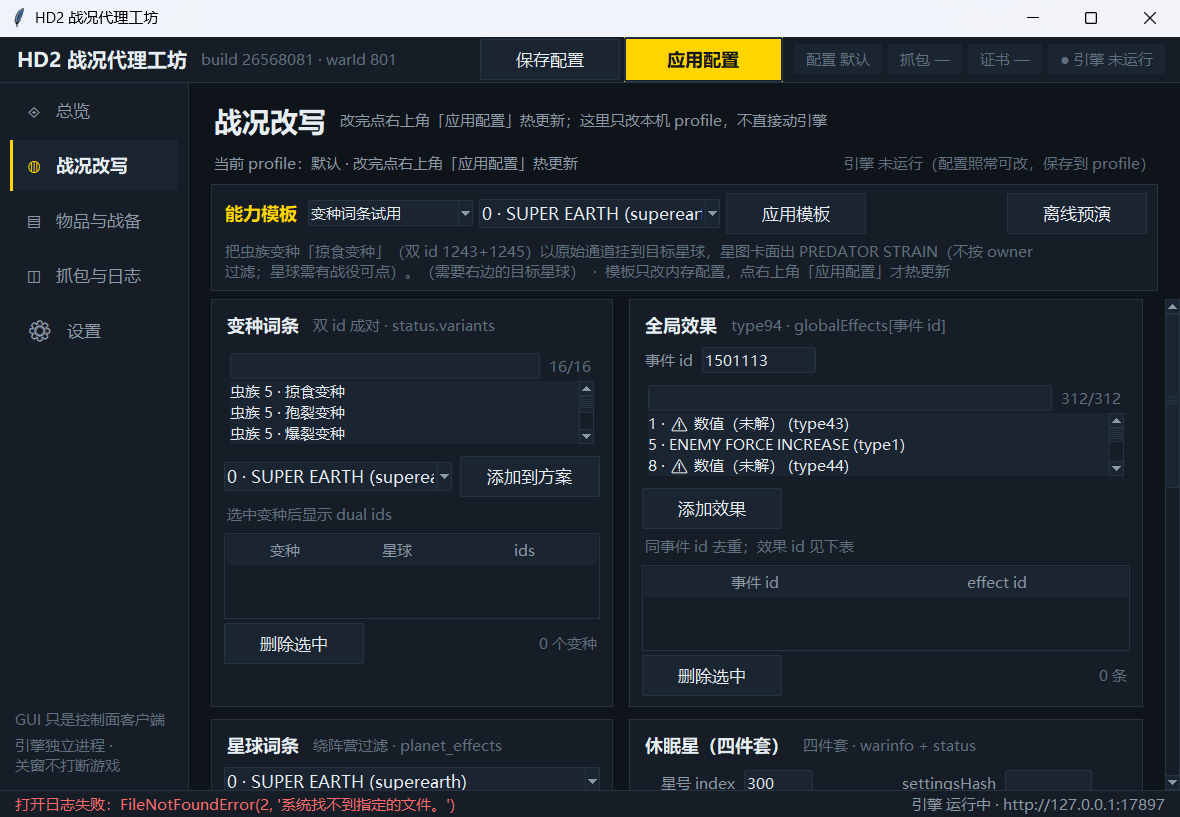 HD2 战况代理工坊
HD2 战况代理工坊 build 26568081 · warId 801 保存配置 应用配置 配置 默认 抓包 — 证书 — ● 引擎 未运行
总览
战况改写
物品与战备
抓包与日志
设置
战况改写 改完点右上角「应用配置」热更新；这里只改本机 profile，不直接动引擎
当前 profile：默认 · 改完点右上角「应用配置」热更新 引擎 未运行（配置照常可改，保存到 profile）
能力模板 变种词条试用 0 · SUPER EARTH (superear 应用模板 离线预演
把虫族变种「掠食变种」（双 id 1243+1245）以原始通道挂到目标星球，星图卡面出 PREDATOR STRAIN（不按 owner
过滤；星球需有战役可点）。（需要右边的目标星球） · 模板只改内存配置，点右上角「应用配置」才热更新
变种词条 双 id 成对 · status.variants
16/16
虫族 5 · 掠食变种
虫族 5 · 孢裂变种
虫族 5 · 爆裂变种
0 · SUPER EARTH (superea 添加到方案
选中变种后显示 dual ids
变种 星球 ids
删除选中 0 个变种
全局效果 type94 · globalEffects[事件 id]
事件 id 1501113
312/312
1 · ⚠ 数值（未解） (type43)
5 · ENEMY FORCE INCREASE (type1)
8 · ⚠ 数值（未解） (type44)
添加效果
同事件 id 去重；效果 id 见下表
事件 id effect id
删除选中 0 条
星球词条 绕阵营过滤 · planet_effects
0 · SUPER EARTH (superearth)
休眠星（四件套） 四件套 · warinfo + status
星号 index 300 settingsHash
GUI 只是控制面客户端
引擎独立进程 ·
关窗不打断游戏
打开日志失败：FileNotFoundError(2, '系统找不到指定的文件。') 引擎 运行中 · http://127.0.0.1:17897